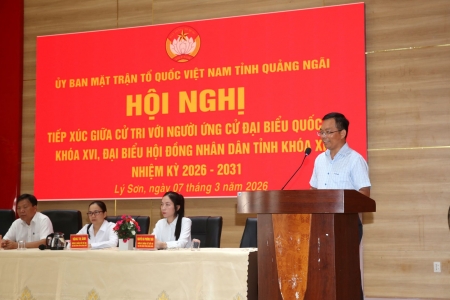 ỦY BAN MẶT TRẬN TỔ QUỐC VIỆT NAM TỈNH QUẢNG NGÃI
HỘI NGHỊ
TIẾP XÚC GIỮA CỬ TRI VỚI NGƯỜI ỨNG CỬ ĐẠI BIỂU QUỐC
KHÓA XVI, ĐẠI BIỂU HỘI ĐỒNG NHÂN DÂN TỈNH KHÓA
NHIỆM KỲ 2026 - 2031
Lý Sơn, ngày 07 tháng 3 năm 2026